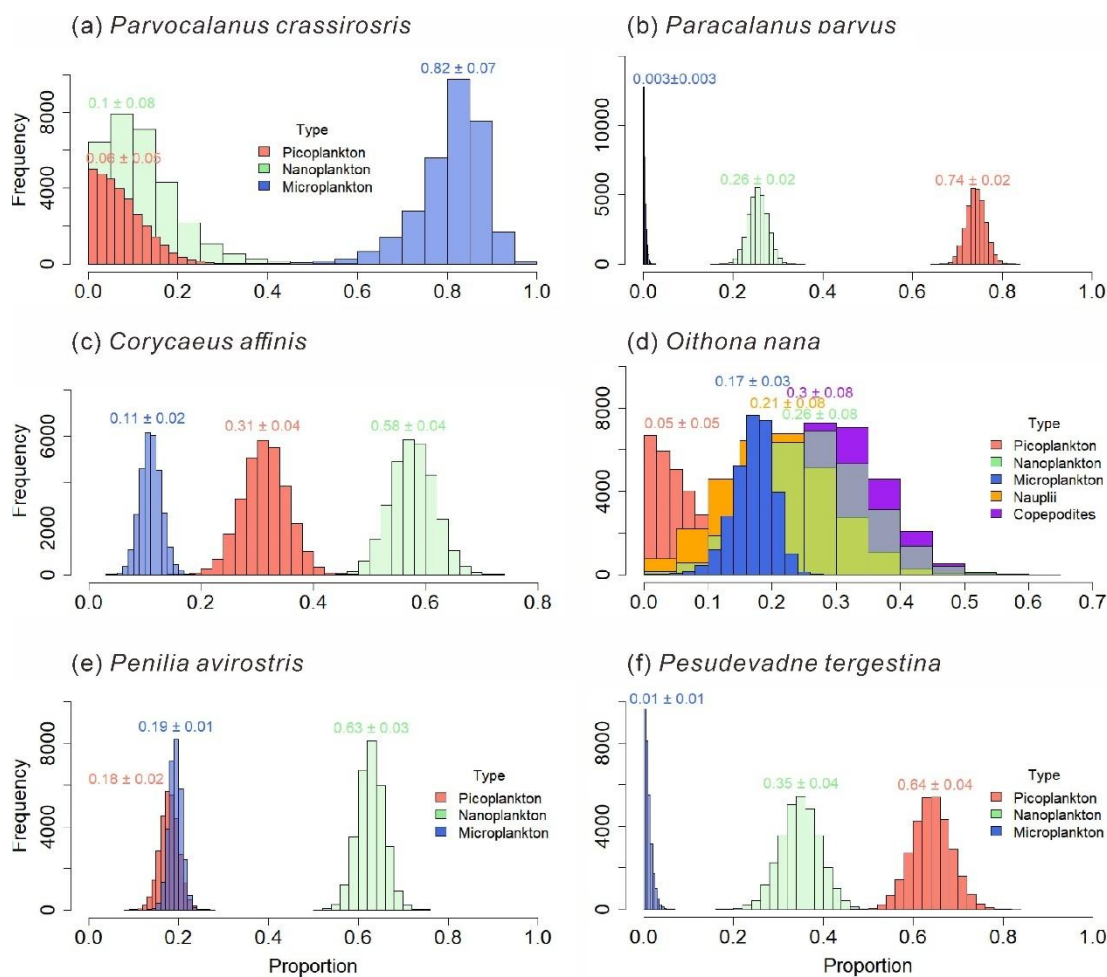 (a) Parvocalanus crassirosris
(b) Paracalanus parvus
0.82 ± 0.07
0.1 ± 0.08
0.06 ± 0.05
Type
Picoplankton
Nanoplankton
Microplankton
Frequency
0 4000 8000
0.0 0.2 0.4 0.6 0.8 1.0
0.003±0.003
0.26 ± 0.02
0.74 ± 0.02
0 5000 10000
0.0 0.2 0.4 0.6 0.8 1.0
(c) Corycaeus affinis
(d) Oithona nana
0.11 ± 0.02
0.31 ± 0.04
0.58 ± 0.04
Frequency
0 2000 6000
0.0 0.2 0.4 0.6 0.8
0.17 ± 0.03
0.3 ± 0.08
0.21 ± 0.08
0.26 ± 0.08
0.05 ± 0.05
Type
Picoplankton
Nanoplankton
Microplankton
Nauplii
Copepodites
0 4000 8000
0.0 0.1 0.2 0.3 0.4 0.5 0.6 0.7
(e) Penilia avirostris
(f) Pesudevadne tergestina
0.19 ± 0.01
0.63 ± 0.03
0.18 ± 0.02
Type
Picoplankton
Nanoplankton
Microplankton
Frequency
0 4000 8000
0.0 0.2 0.4 0.6 0.8 1.0
Proportion
0.01 ± 0.01
0.35 ± 0.04
0.64 ± 0.04
Type
Picoplankton
Nanoplankton
Microplankton
0 4000 8000
0.0 0.2 0.4 0.6 0.8 1.0
Proportion